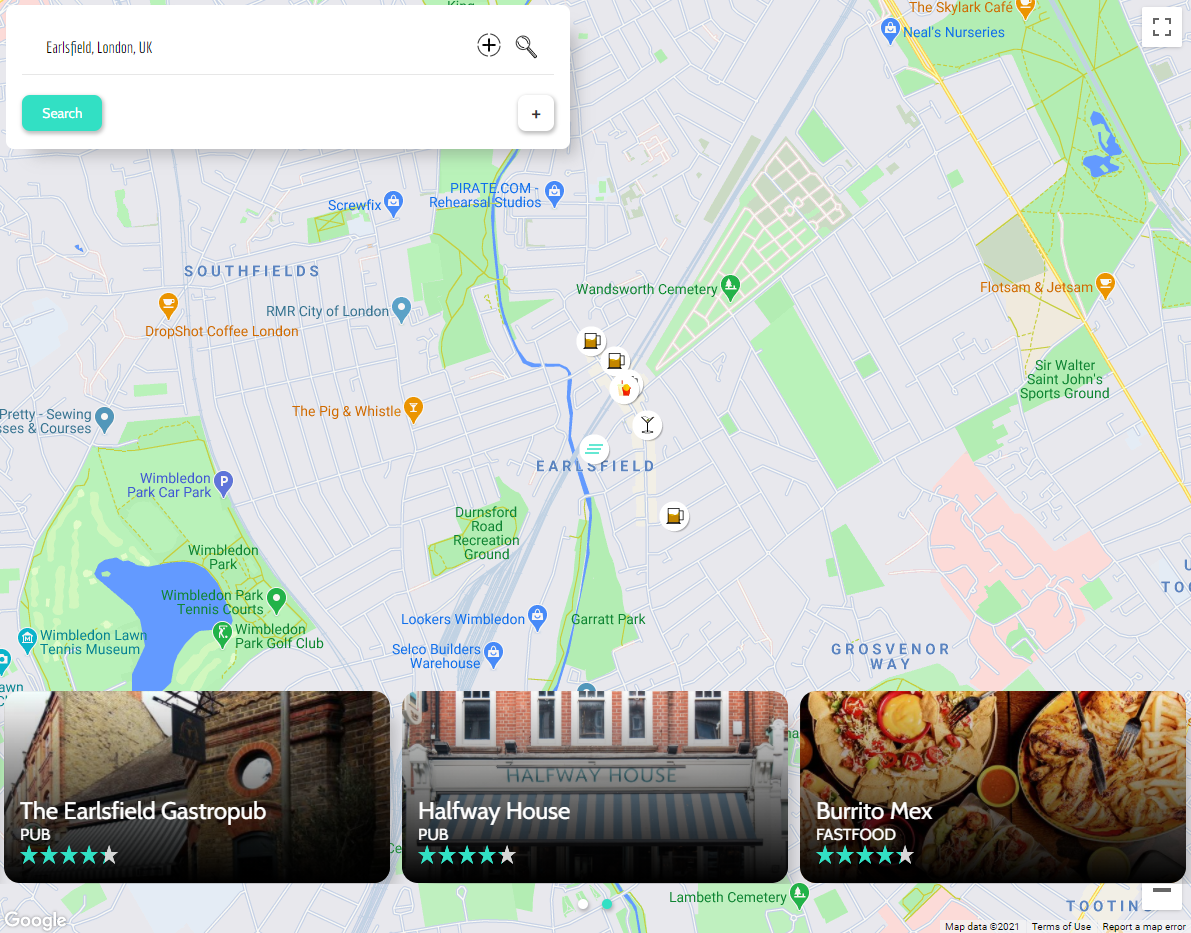 King
The Skylark Café
Neal's Nurseries
Earlsfield, London, UK
Search
+
PIRATE.COM -
Rehearsal Studios
Screwfix
SOUTHFIELDS
Wandsworth Cemetery
Flotsam & Jetsam
RMR City of London
DropShot Coffee London
Sir Walter
Saint John's
Sports Ground
The Pig & Whistle
Pretty - Sewing
sses & Courses
EARLSFIELD
Wimbledon
Park Car Park
P
Durnsford
Road
Recreation
Ground
Wimbledon
Park
Wimbledon Park
Tennis Courts
Wimbledon
Park Golf Club
Wimbledon Lawn
Tennis Museum
Lookers Wimbledon
Garratt Park
Selco Builders
Warehouse
GROSVENOR
WAY
U
TOO
awn
HALFWAY HOUSE
The Earlsfield Gastropub
PUB
Halfway House
PUB
Burrito Mex
FASTFOOD
Ce
Lambeth Cemetery
TOOTING
Google
Map data ©2021
Terms of Use
Report a map error